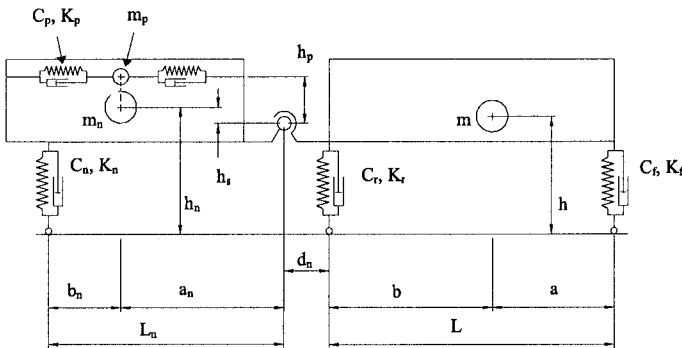 Cp, Kp
mp
hp
mn
m
hs
Cn, Kn
Cr, Kr
Cf, Kf
hn
h
dn
bn
an
b
a
Ln
L